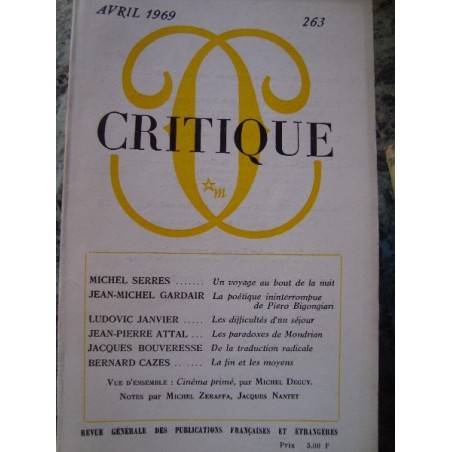 AVRIL 1969 263
CRITIQUE
m
MICHEL SERRES ....... Un voyage au bout de la nuit
JEAN-MICHEL GARDAIR La poétique ininterrompue
de Piero Bigongiari
LUDOVIC JANVIER ..... Les difficultés d'un séjour
JEAN-PIERRE ATTAL ... Les paradoxes de Mondrian
JACQUES BOUVERESSE De la traduction radicale
BERNARD CAZES ...... La fin et les moyens
VUE D'ENSEMBLE : Cinéma primé, par MICHEL DEGUY.
NOTES par MICHEL ZERAFFA, JACQUES NANTET
REVUE GÉNÉRALE DES PUBLICATIONS FRANÇAISES ET ÉTRANGÈRES
Prix 5,00 F